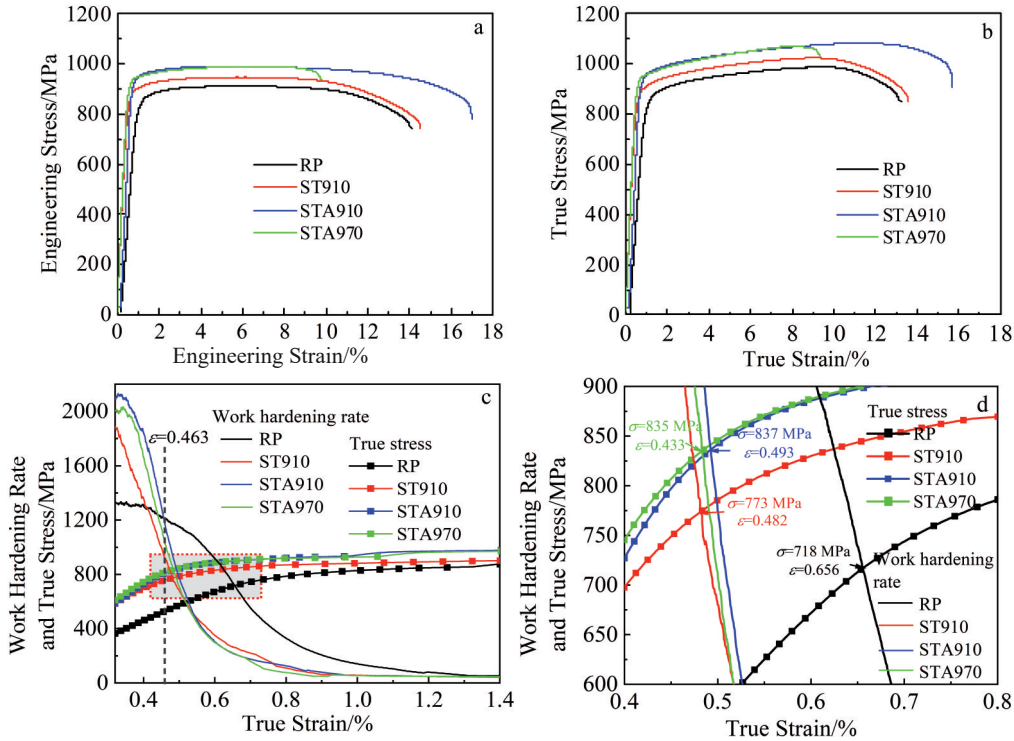 a
Engineering Stress/MPa
1200
1000
800
600
400
200
0
RP
ST910
STA910
STA970
0 2 4 6 8 10 12 14 16 18
Engineering Strain/%
b
True Stress/MPa
1200
1000
800
600
400
200
0
RP
ST910
STA910
STA970
0 4 8 12 16 18
True Strain/%
c
Work Hardening Rate
and True Stress/MPa
2000
1600
1200
800
400
0
ε=0.463
Work hardening rate
RP
ST910
STA910
STA970
True stress
RP
ST910
STA910
STA970
0.4 0.6 0.8 1.0 1.2 1.4
True Strain/%
d
Work Hardening Rate
and True Stress/MPa
900
850
800
750
700
650
600
σ=835 MPa
ε=0.433
σ=837 MPa
ε=0.493
σ=773 MPa
ε=0.482
σ=718 MPa
ε=0.656
True stress
RP
ST910
STA910
STA970
Work hardening
rate
RP
ST910
STA910
STA970
0.4 0.5 0.6 0.7 0.8
True Strain/%